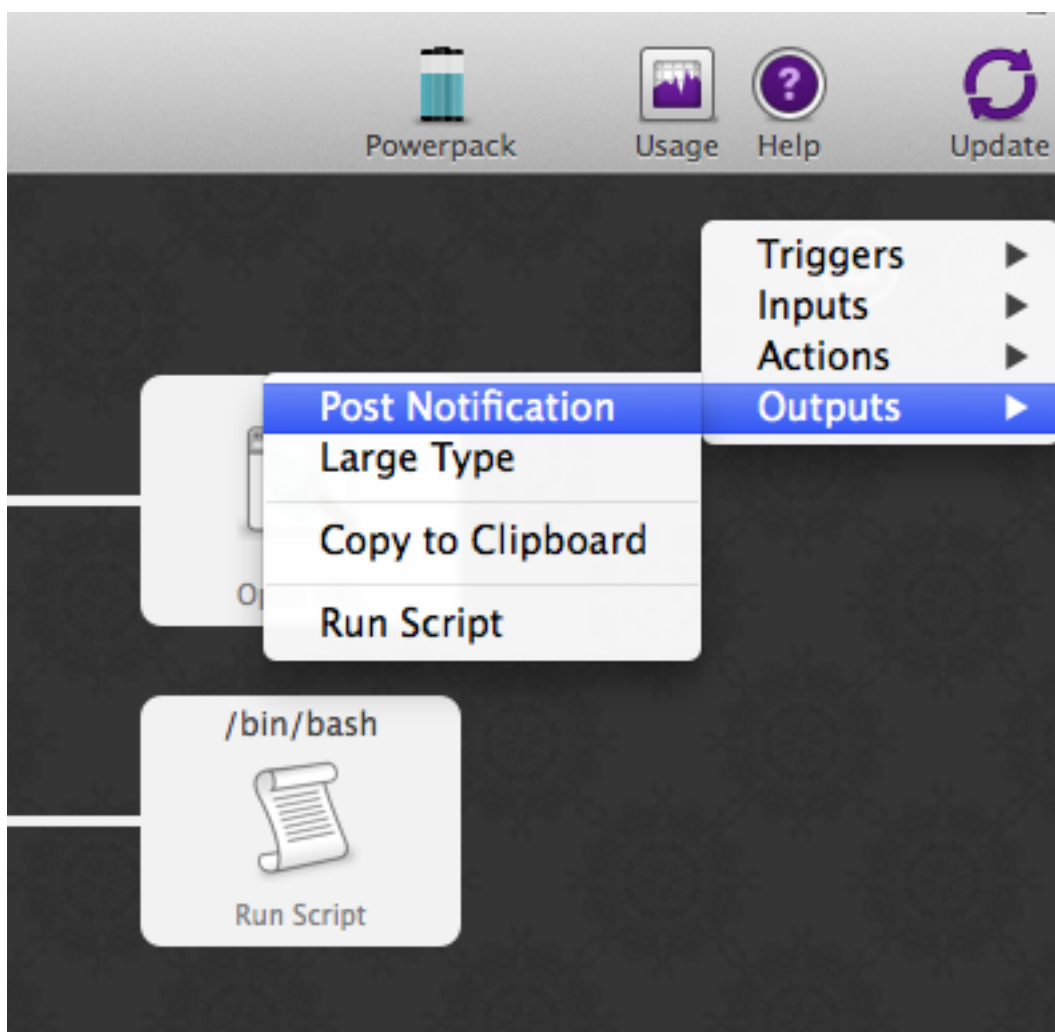 Powerpack
Usage
Help
Update
Triggers
Inputs
Actions
Outputs
Post Notification
Large Type
Copy to Clipboard
Run Script
/bin/bash
Run Script